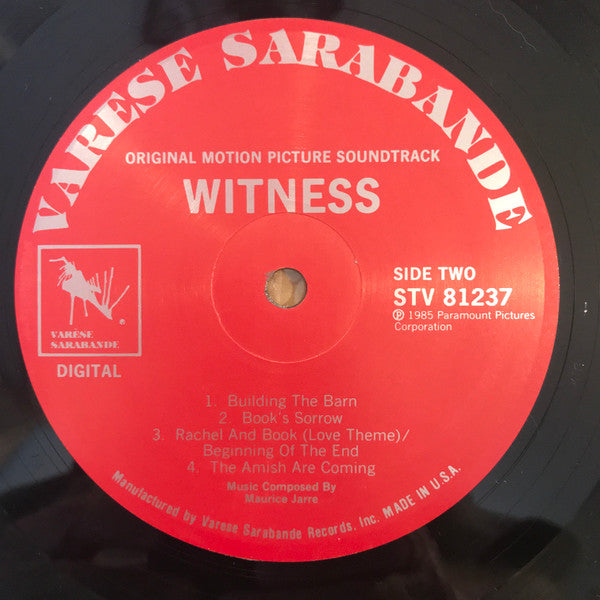 VARESE SARABANDE
ORIGINAL MOTION PICTURE SOUNDTRACK
WITNESS
SIDE TWO
STV 81237
Ⓟ 1985 Paramount Pictures
Corporation
VARÈSE
SARABANDE
DIGITAL
1. Building The Barn
2. Book's Sorrow
3. Rachel And Book (Love Theme)/
Beginning Of The End
4. The Amish Are Coming
Music Composed By
Maurice Jarre
Manufactured by Varese Sarabande Records, Inc. MADE IN U.S.A.